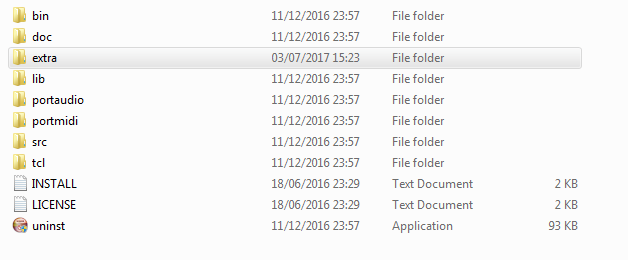 bin 11/12/2016 23:57 File folder
doc 11/12/2016 23:57 File folder
extra 03/07/2017 15:23 File folder
lib 11/12/2016 23:57 File folder
portaudio 11/12/2016 23:57 File folder
portmidi 11/12/2016 23:57 File folder
src 11/12/2016 23:57 File folder
tcl 11/12/2016 23:57 File folder
INSTALL 18/06/2016 23:29 Text Document 2 KB
LICENSE 18/06/2016 23:29 Text Document 2 KB
uninst 11/12/2016 23:57 Application 93 KB